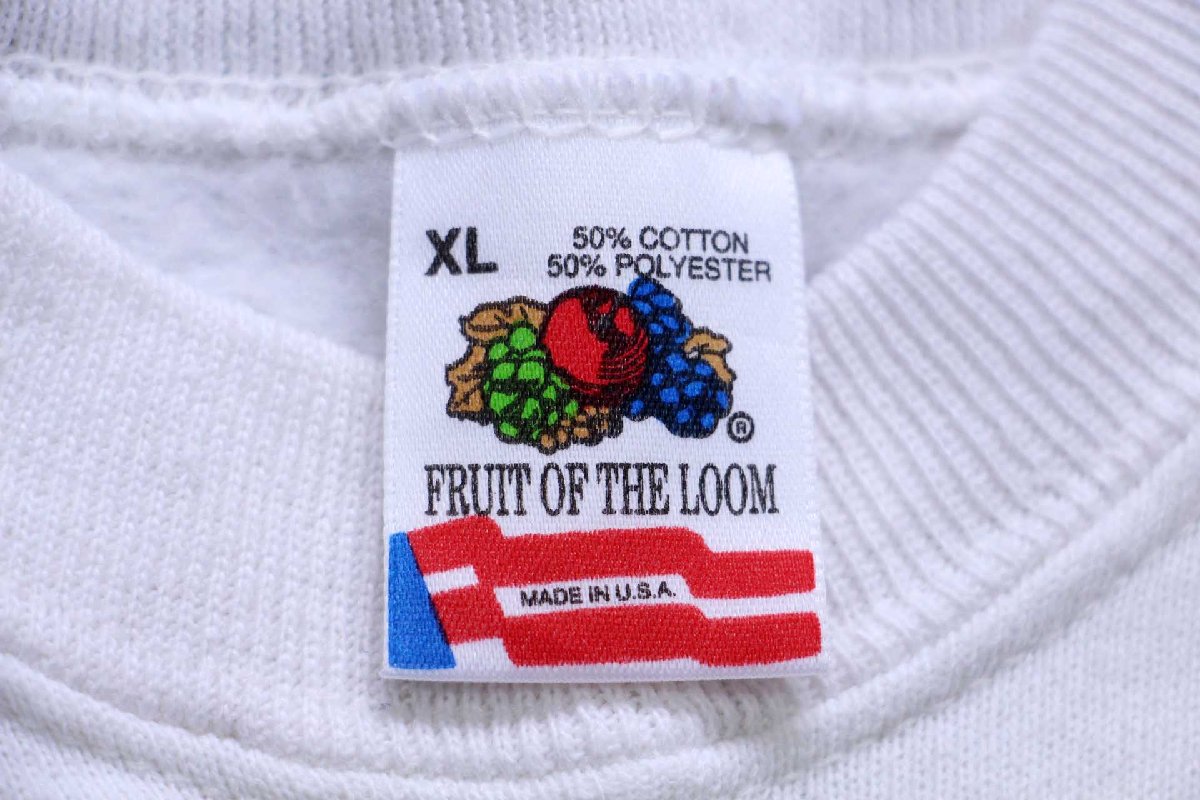 XL
50% COTTON
50% POLYESTER
®
FRUIT OF THE LOOM
MADE IN U.S.A.